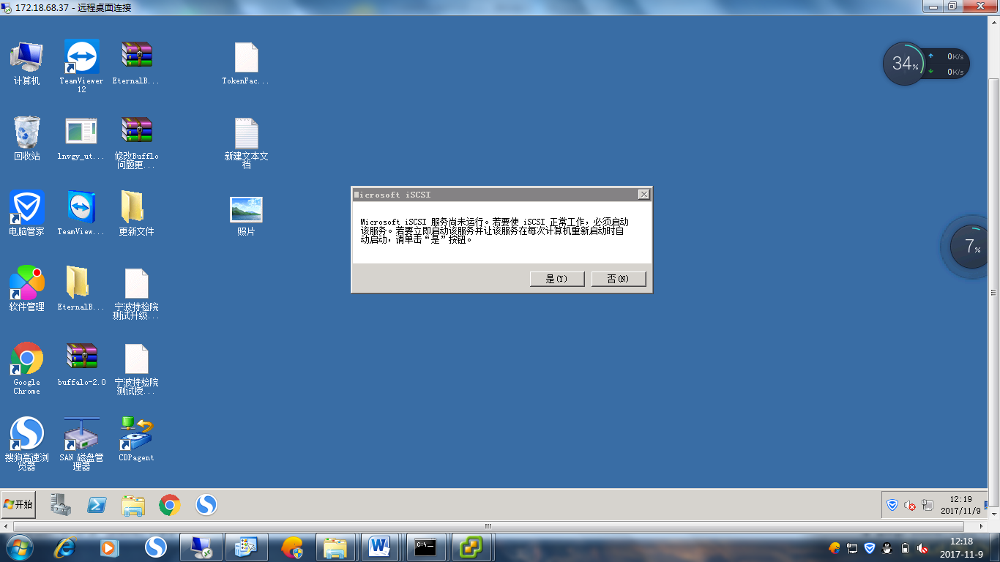 172.18.68.37 - 远程桌面连接
计算机
TeamViewer
12
EternalB...
TokenFac...
34%
0K/s
0K/s
回收站
lnvgy_ut...
修改Bufflo
问题更...
新建文本文
档
Microsoft iSCSI
Microsoft iSCSI 服务尚未运行。若要使 iSCSI 正常工作，必须启动
该服务。若要立即启动该服务并让该服务在每次计算机重新启动时自
动启动，请单击“是”按钮。
是(Y)
否(N)
电脑管家
TeamView...
更新文件
照片
7%
软件管理
EternalB...
宁波特检院
测试升级...
Google
Chrome
buffalo-2.0
宁波特检院
测试授...
搜狗高速浏
览器
SAN 磁盘管
理器
CDPagent
开始
12:19
2017/11/9
C:\
12:18
2017-11-9